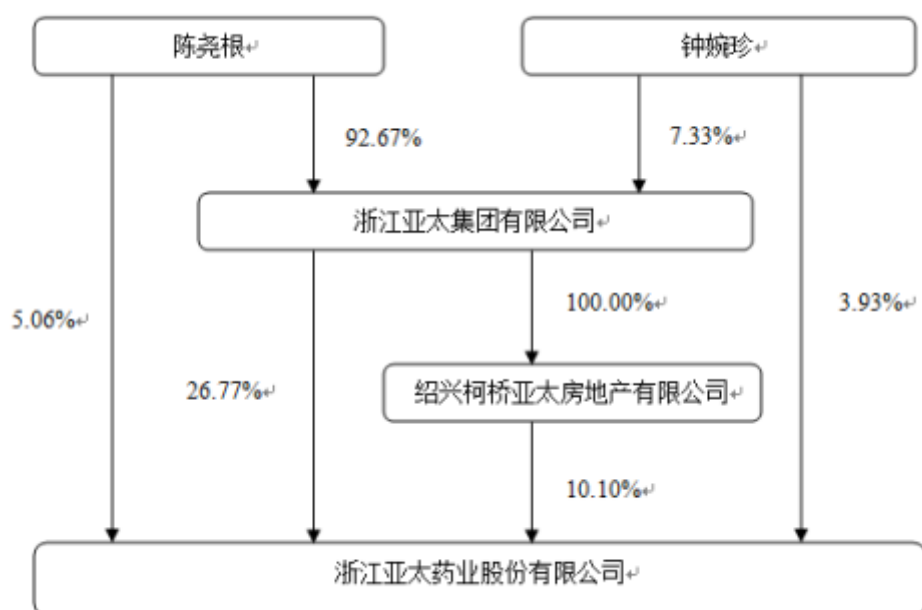 陈尧根
钟婉珍
92.67%
7.33%
浙江亚太集团有限公司
5.06%
100.00%
3.93%
26.77%
绍兴柯桥亚太房地产有限公司
10.10%
浙江亚太药业股份有限公司